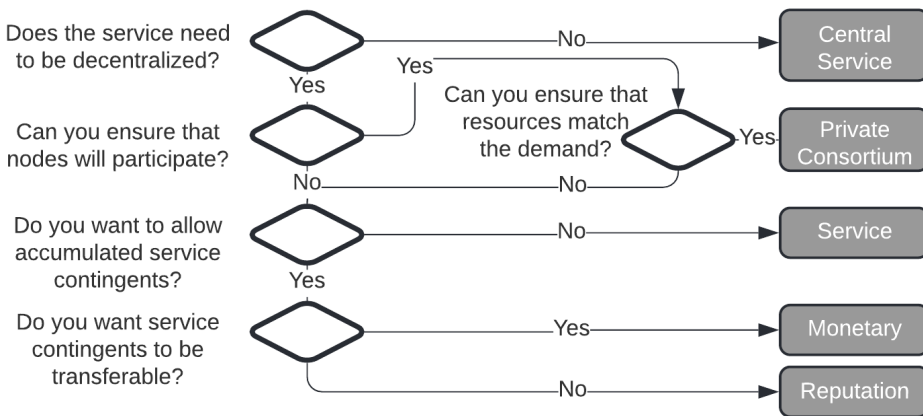 Does the service need
to be decentralized?
No
Central
Service
Yes
Yes
Can you ensure that
resources match
the demand?
Can you ensure that
nodes will participate?
Yes
Private
Consortium
No
No
Do you want to allow
accumulated service
contingents?
No
Service
Yes
Do you want service
contingents to be
transferable?
Yes
Monetary
No
Reputation